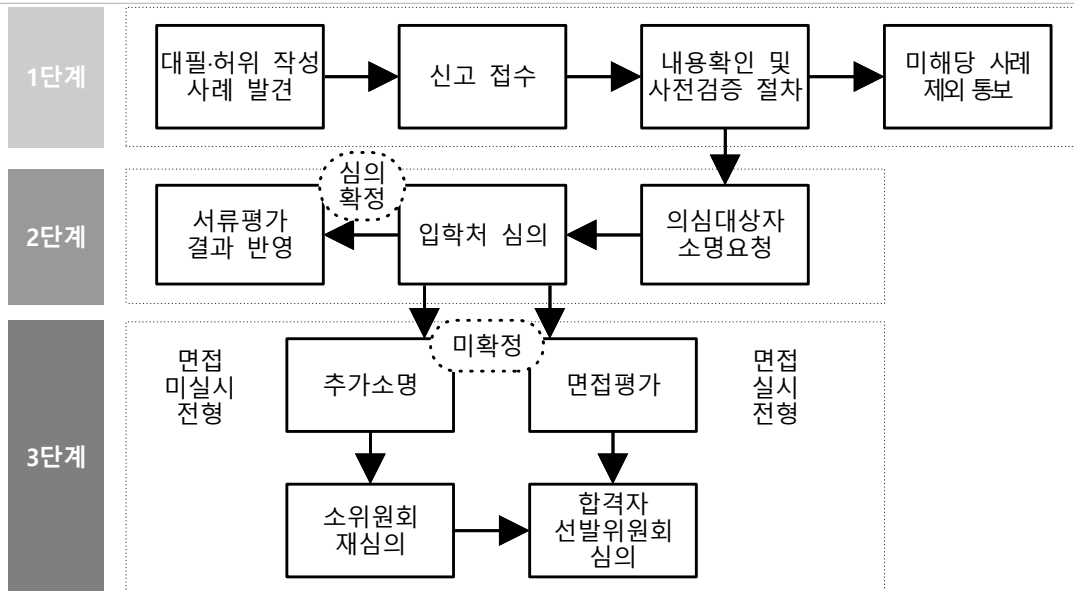 1단계
대필·허위 작성
사례 발견
신고 접수
내용확인 및
사전검증 절차
미해당 사례
제외 통보
2단계
심의
확정
서류평가
결과 반영
입학처 심의
의심대상자
소명요청
3단계
면접
미실시
전형
추가소명
미확정
면접평가
면접
실시
전형
소위원회
재심의
합격자
선발위원회
심의